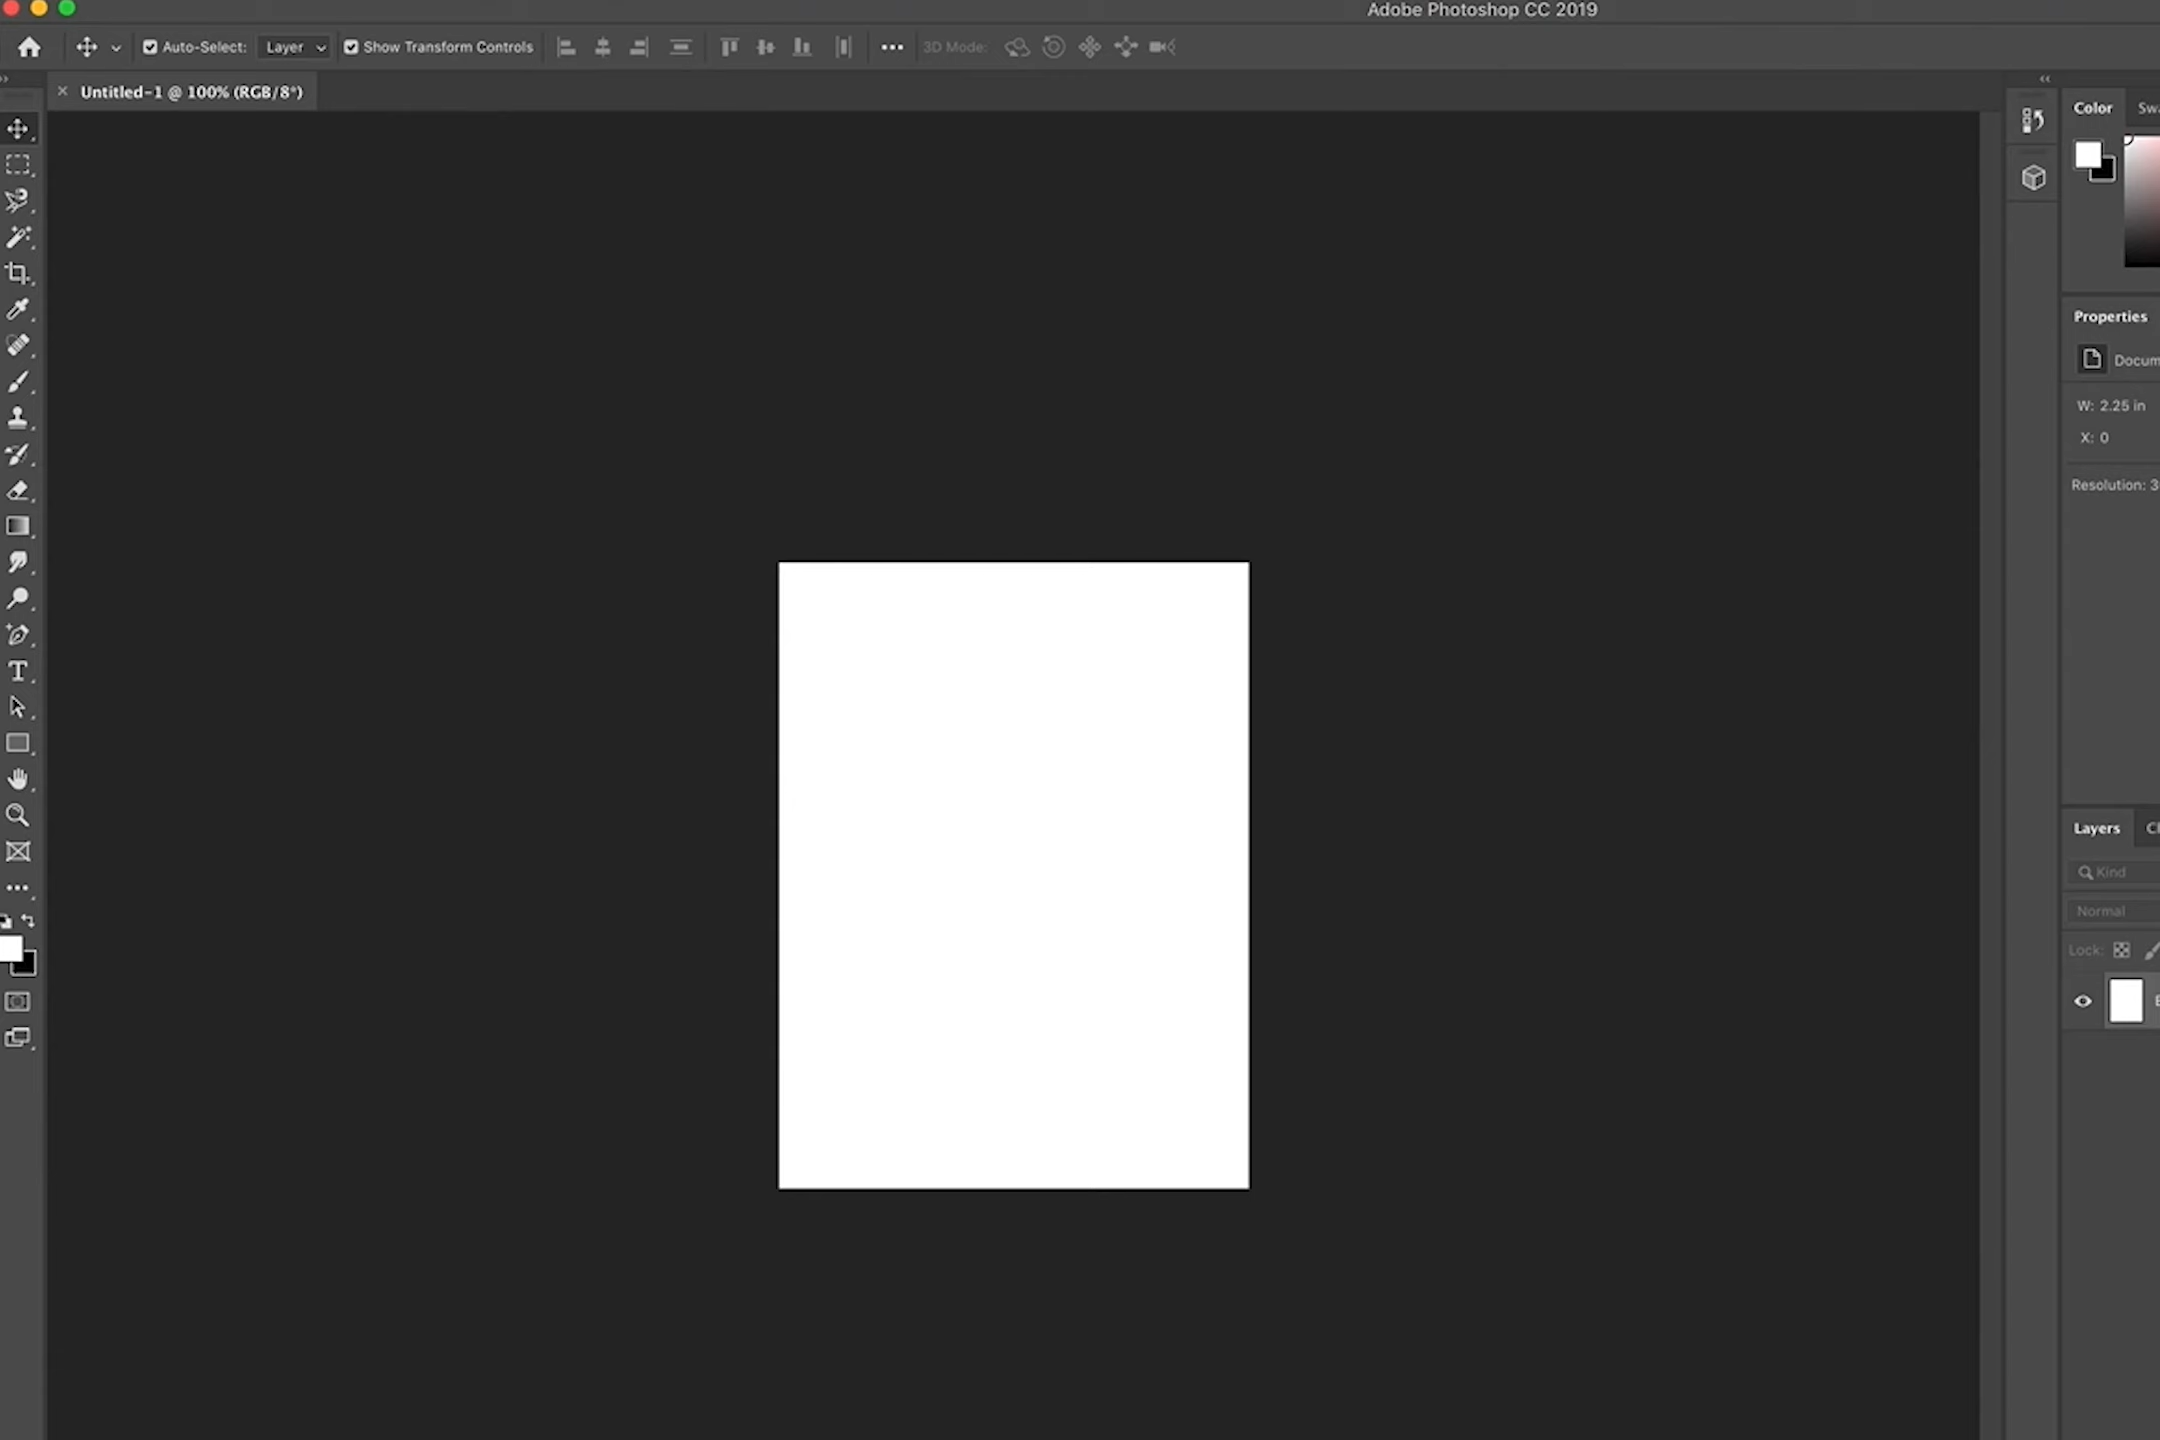 Adobe Photoshop CC 2019
Auto-Select: Layer Show Transform Controls 3D Mode:
Untitled-1 @ 100% (RGB/8*)
Color
Properties
W: 2.25 in
X: 0
Resolution:
Layers
Kind
Normal
Lock: